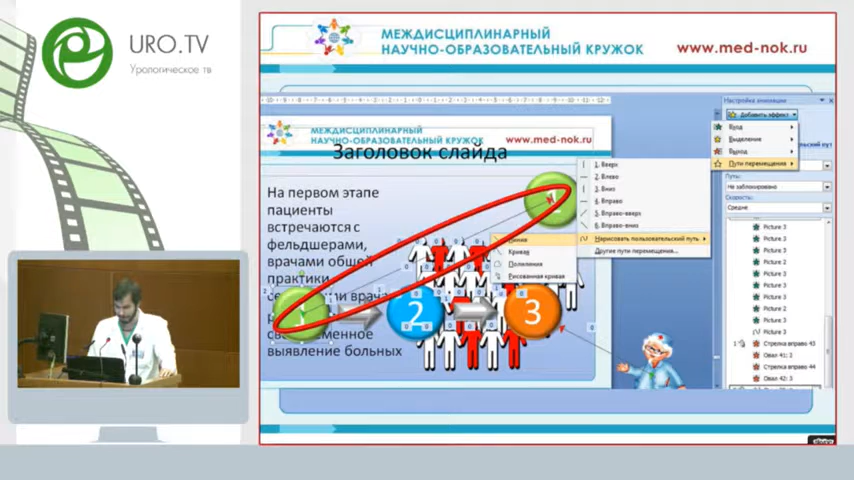 URO.TV
Урологическое тв
МЕЖДИСЦИПЛИНАРНЫЙ
НАУЧНО-ОБРАЗОВАТЕЛЬНЫЙ КРУЖОК
www.med-nok.ru
МЕЖДИСЦИПЛИНАРНЫЙ
НАУЧНО-ОБРАЗОВАТЕЛЬНЫЙ КРУЖОК
www.med-nok.ru
Заголовок слайда
На первом этапе
пациенты
встречаются с
фельдшерами,
врачами общей
практики
выявление больных
2
3
Настройка анимации
Добавить эффект
Вход
Выделение
Выход
Пути перемещения
1. Вверх
2. Влево
3. Вниз
4. Вправо
5. Вправо-вверх
6. Вправо-вниз
Нарисовать пользовательский путь
Другие пути перемещения...
Линия
Кривая
Полилиния
Рисованная кривая
Путь:
Не заблокировано
Скорость:
Средне
Picture 3
Picture 3
Picture 3
Picture 3
Picture 3
Picture 3
Picture 3
Picture 3
Picture 3
Стрелка вправо 43
Овал 41: 3
Стрелка вправо 44
Овал 42: 3